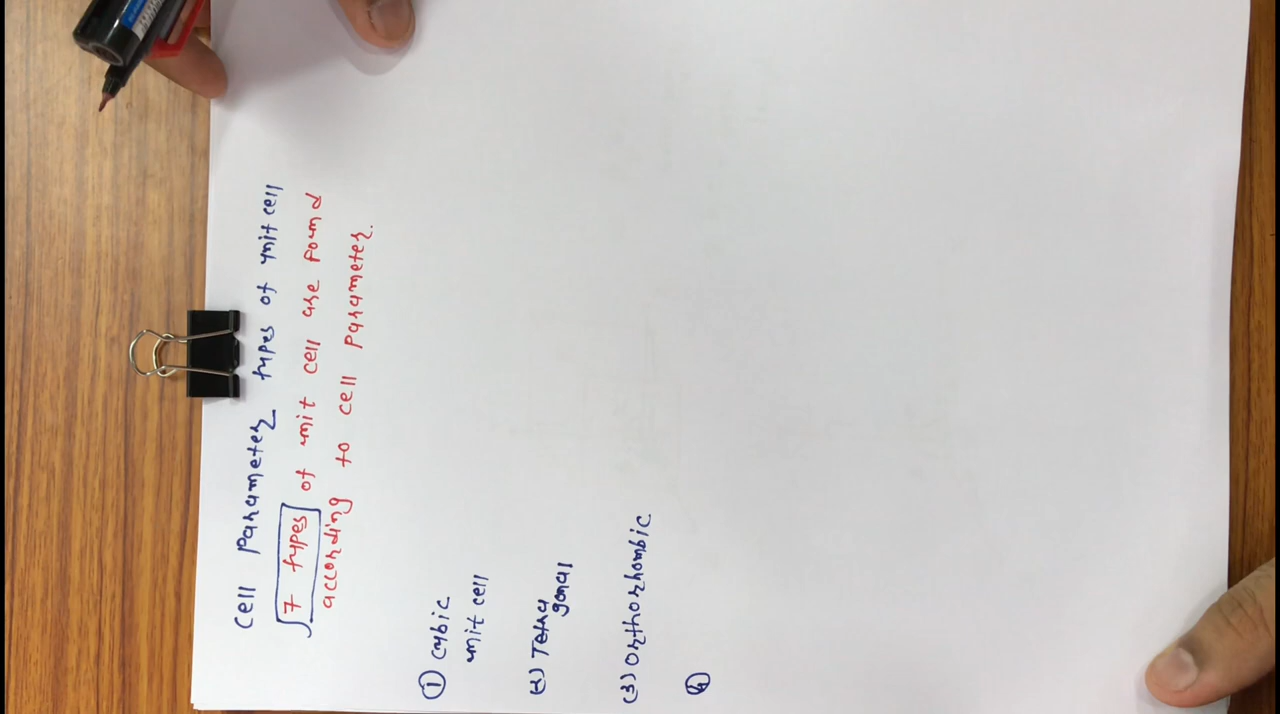 Cell Parameter types of unit cell
7 types of unit cell are found
according to cell parameter.
① Cubic
unit cell
(2) Tetra
gonal
(3) Orthorhombic
④